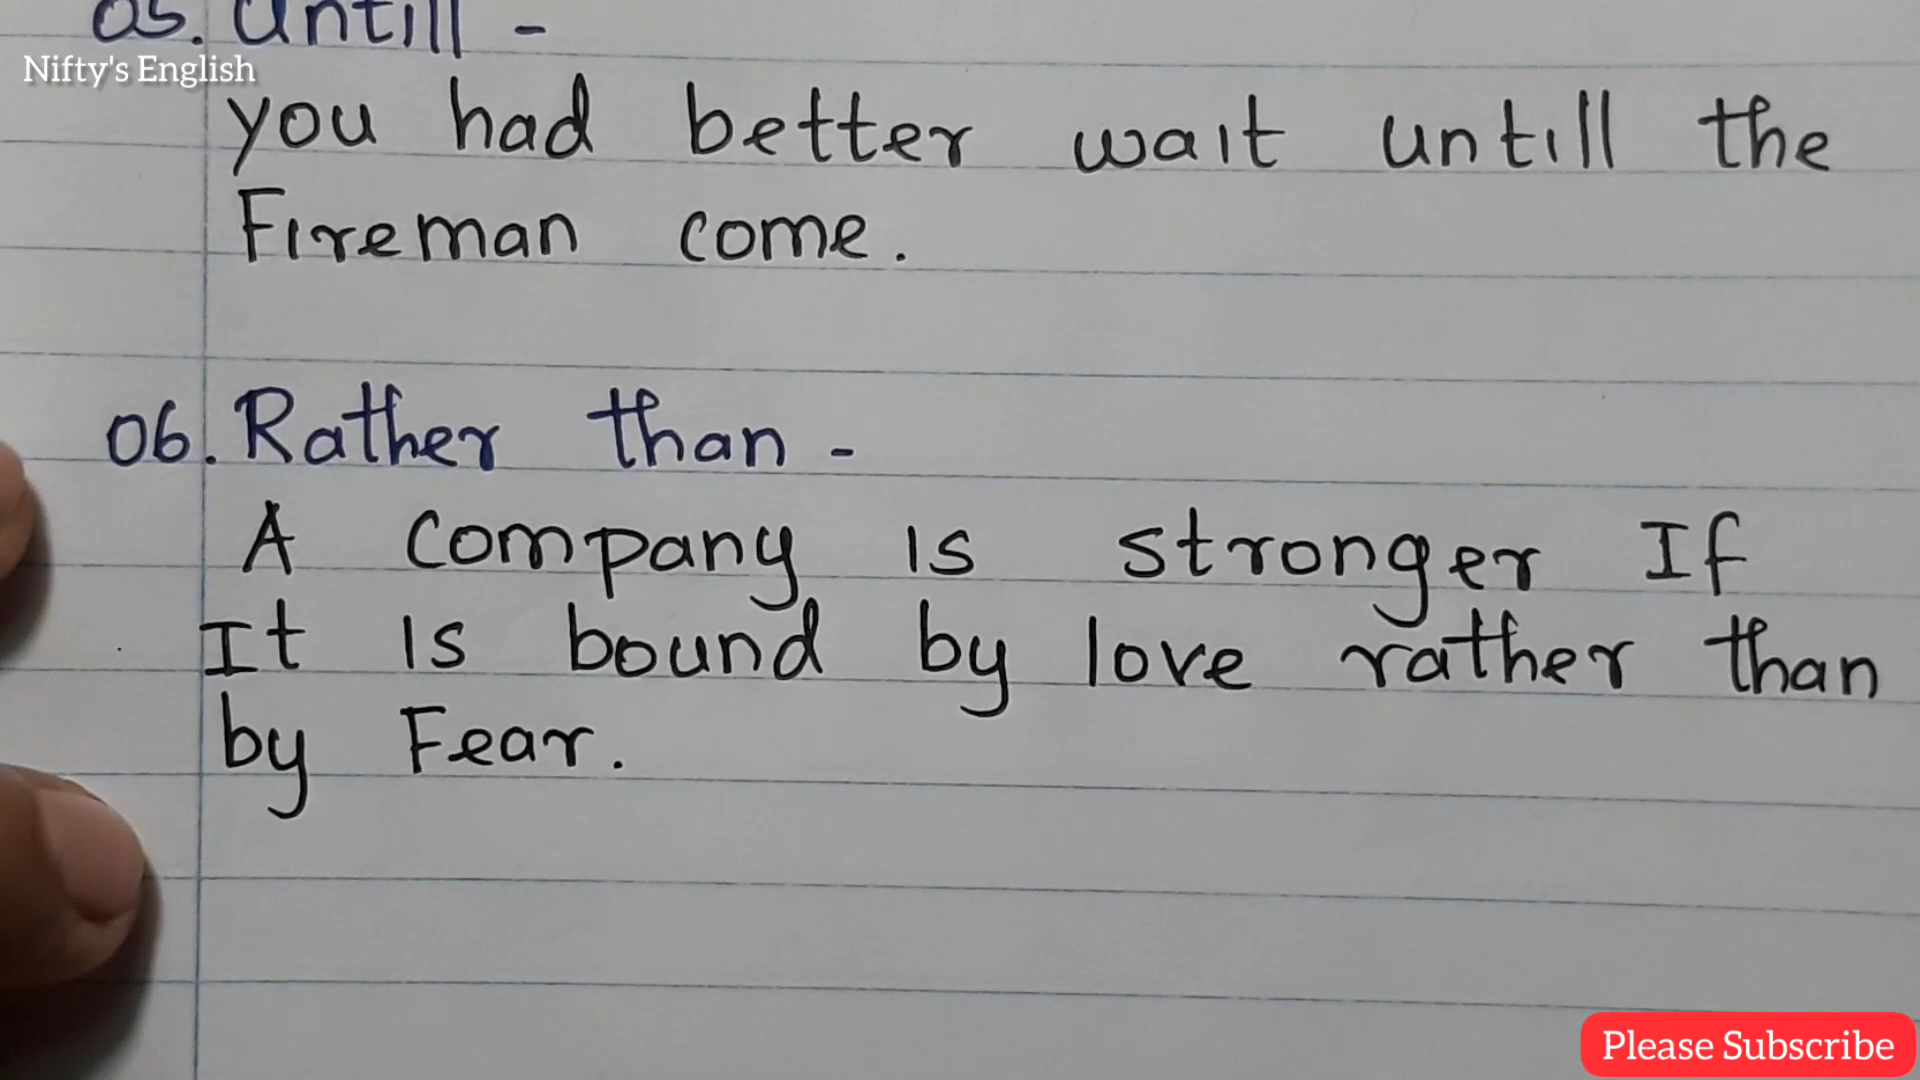 05. Untill -
Nifty's English
you had better wait untill the
Fireman come.
06. Rather than -
A company is stronger If
It is bound by love rather than
by Fear.
Please Subscribe